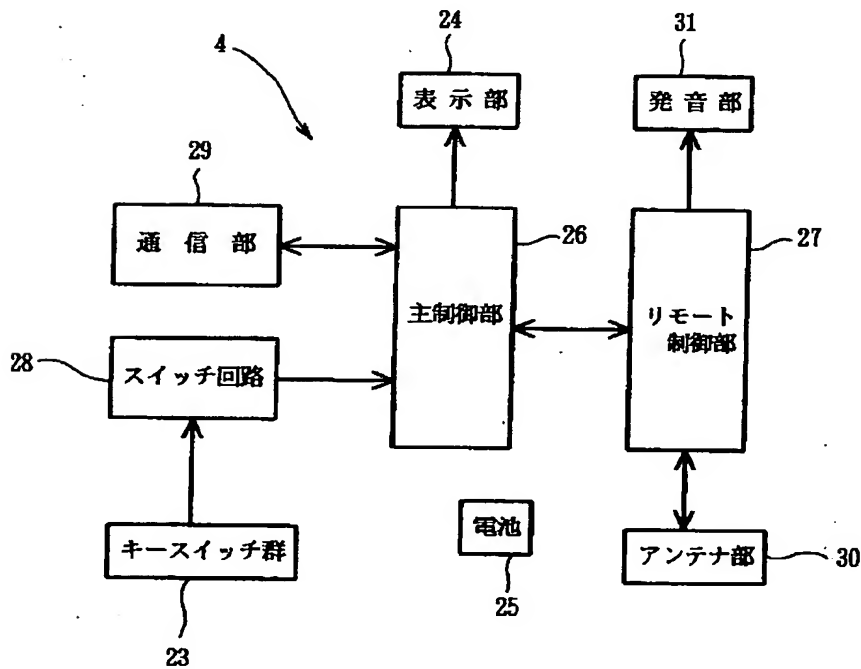 4
24
表示部
31
発音部
29
通信部
26
主制御部
27
リモート
制御部
28
スイッチ回路
キースイッチ群
23
電池
25
アンテナ部
30